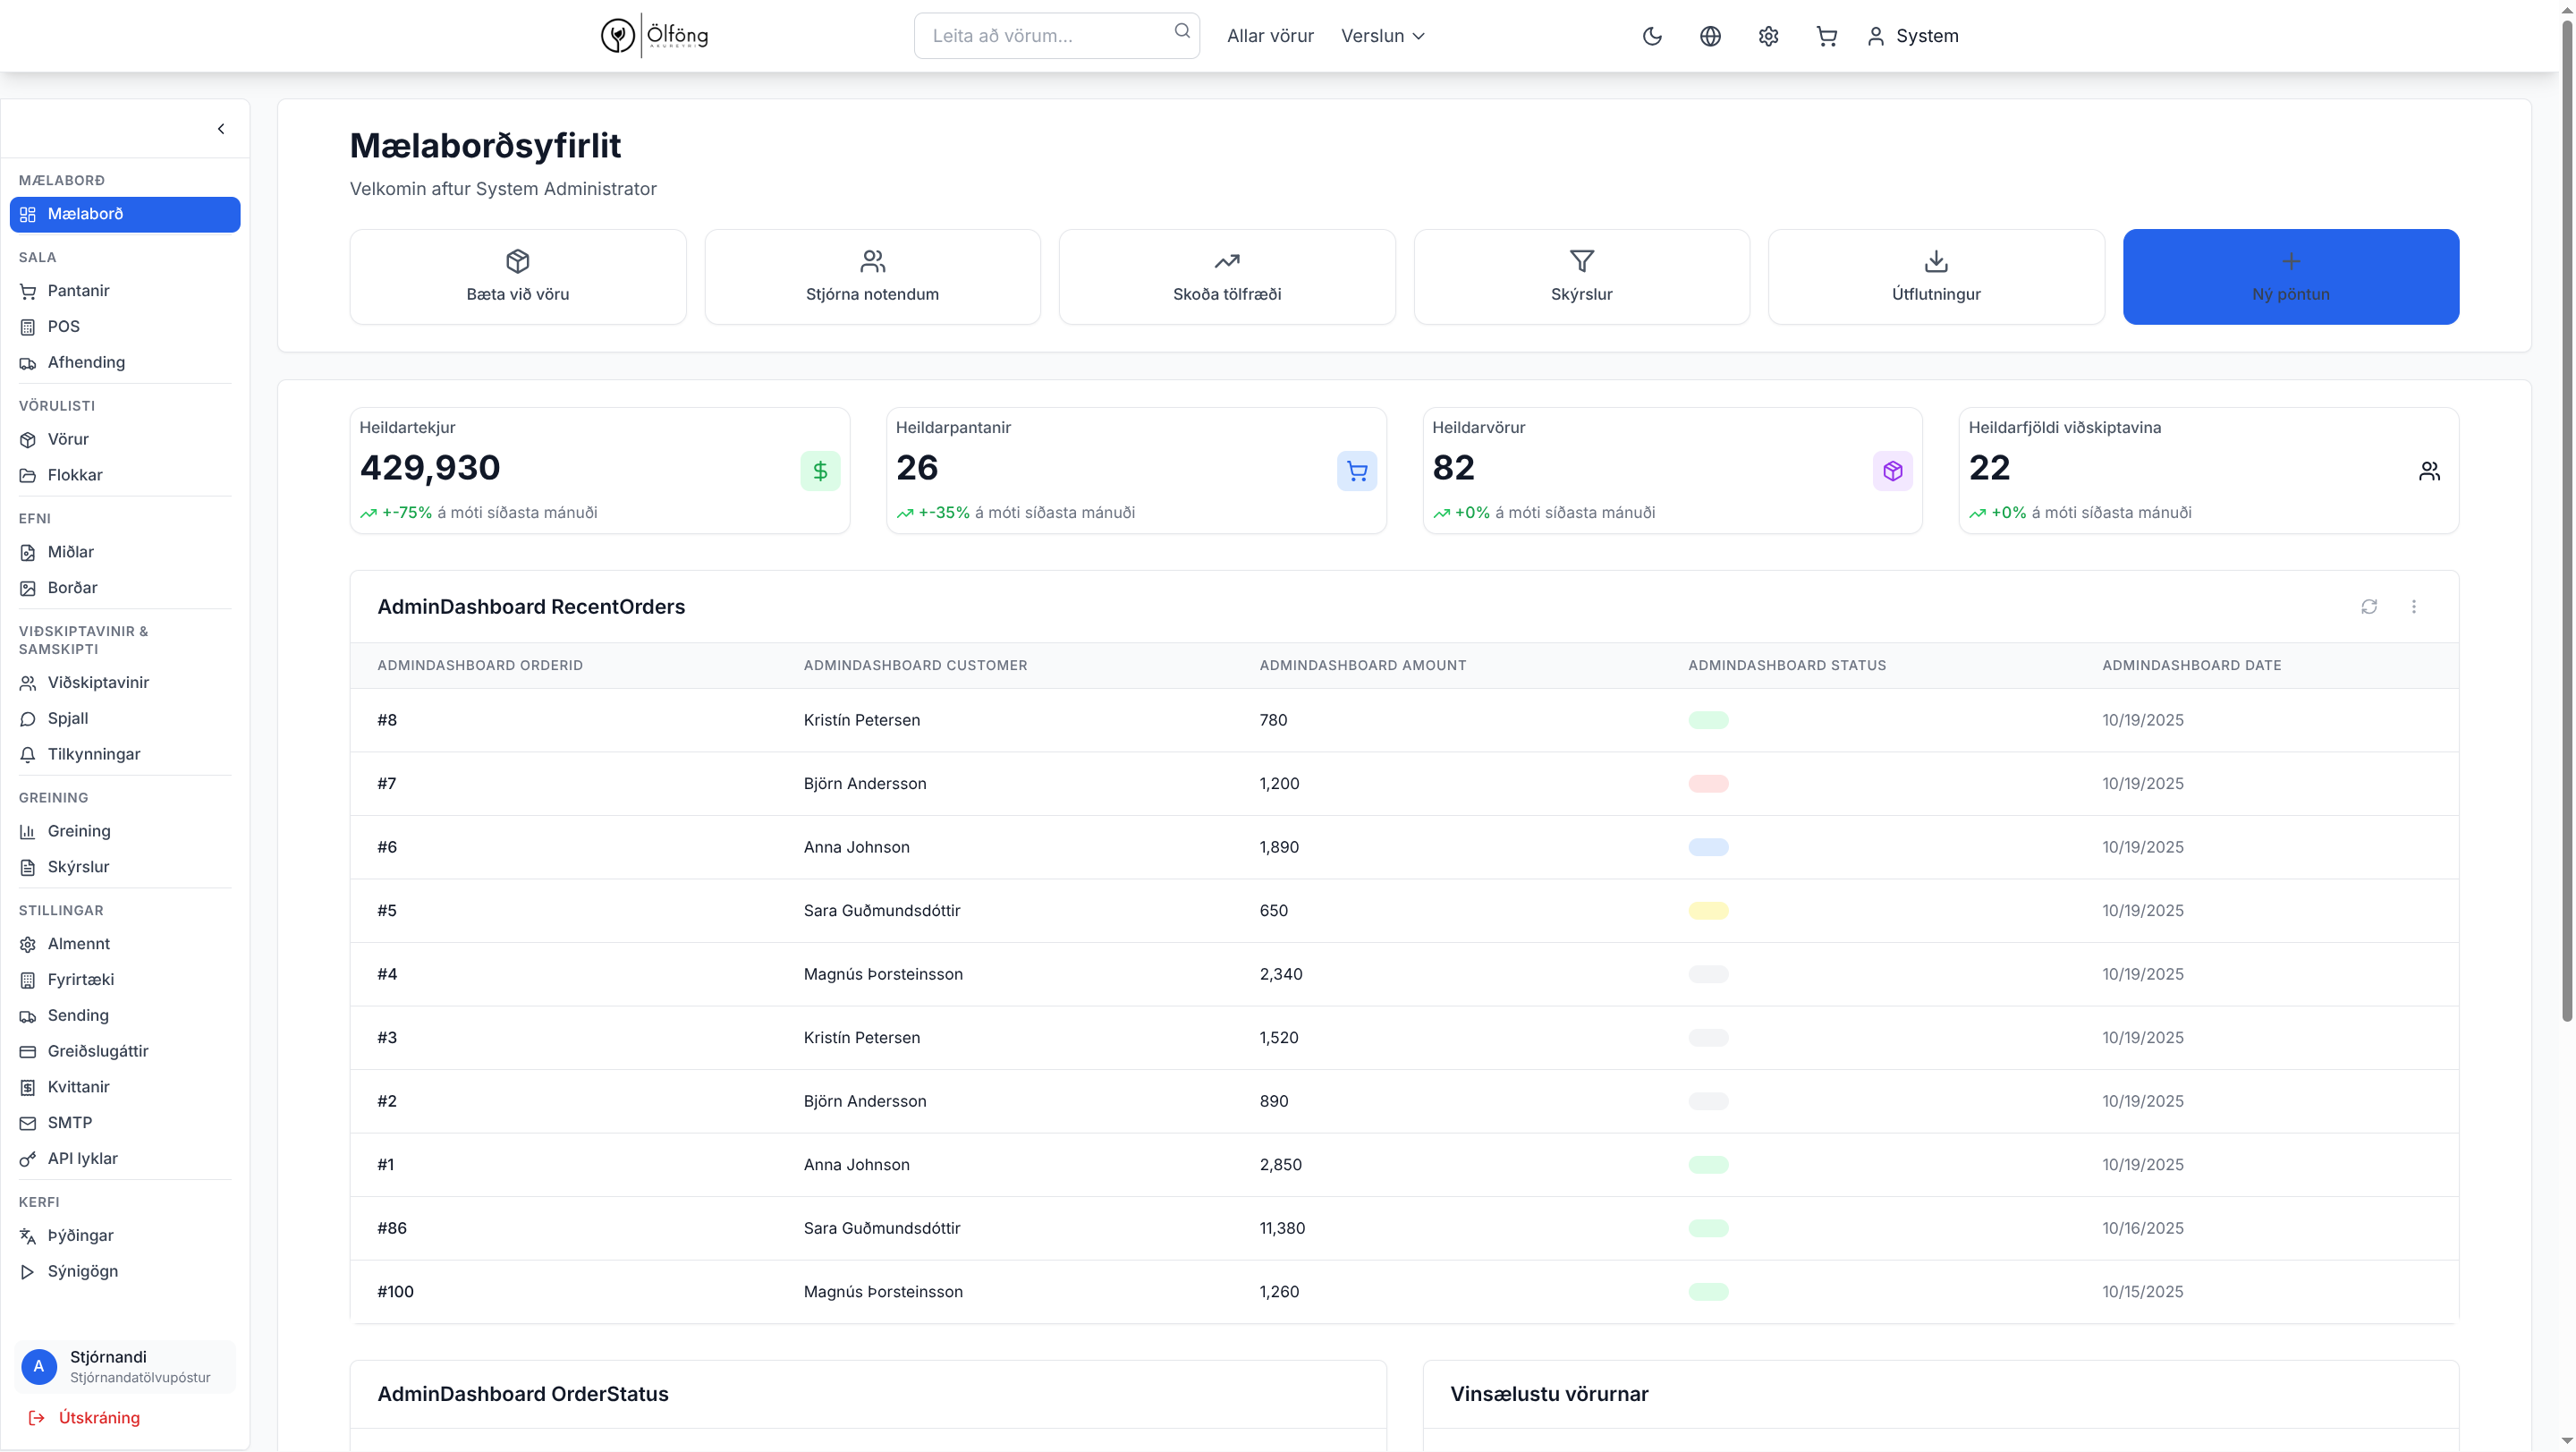 Ölföng
AKUREYRI
Leita að vörum...
Allar vörur
Verslun
System
MÆLABORÐ
Mælaborð
SALA
Pantanir
POS
Afhending
VÖRULISTI
Vörur
Flokkar
EFNI
Miðlar
Borðar
VIÐSKIPTAVINIR &
SAMSKIPTI
Viðskiptavinir
Spjall
Tilkynningar
GREINING
Greining
Skýrslur
STILLINGAR
Almennt
Fyrirtæki
Sending
Greiðslugáttir
Kvittanir
SMTP
API lyklar
KERFI
Þýðingar
Sýnigögn
A
Stjórnandi
Stjórnandatölvupóstur
Útskráning
Mælaborðsyfirlit
Velkomin aftur System Administrator
Bæta við vöru
Stjórna notendum
Skoða tölfræði
Skýrslur
Útflutningur
Ný pöntun
Heildartekjur
429,930
+-75% á móti síðasta mánuði
Heildarpantanir
26
+-35% á móti síðasta mánuði
Heildarvörur
82
+0% á móti síðasta mánuði
Heildarfjöldi viðskiptavina
22
+0% á móti síðasta mánuði
AdminDashboard RecentOrders
ADMINDASHBOARD ORDERID ADMINDASHBOARD CUSTOMER ADMINDASHBOARD AMOUNT ADMINDASHBOARD STATUS ADMINDASHBOARD DATE
#8 Kristín Petersen 780 10/19/2025
#7 Björn Andersson 1,200 10/19/2025
#6 Anna Johnson 1,890 10/19/2025
#5 Sara Guðmundsdóttir 650 10/19/2025
#4 Magnús Þorsteinsson 2,340 10/19/2025
#3 Kristín Petersen 1,520 10/19/2025
#2 Björn Andersson 890 10/19/2025
#1 Anna Johnson 2,850 10/19/2025
#86 Sara Guðmundsdóttir 11,380 10/16/2025
#100 Magnús Þorsteinsson 1,260 10/15/2025
AdminDashboard OrderStatus
Vinsælustu vörurnar